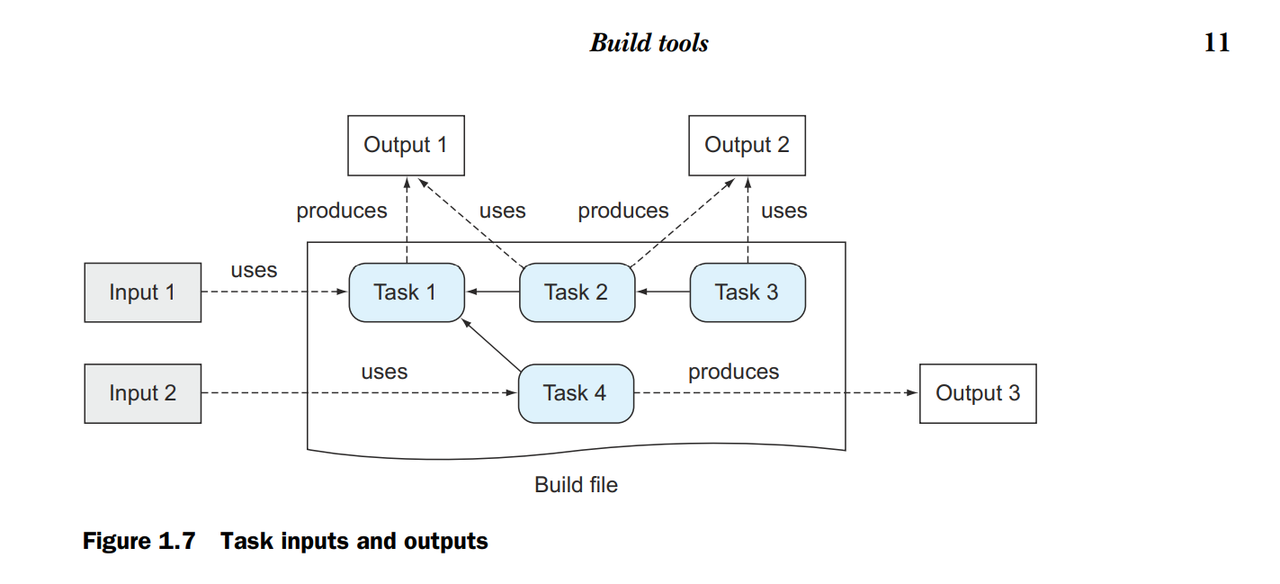 Build tools 11
Output 1 Output 2
produces uses produces uses
uses
Input 1 Task 1 Task 2 Task 3
uses produces
Input 2 Task 4 Output 3
Build file
Figure 1.7 Task inputs and outputs